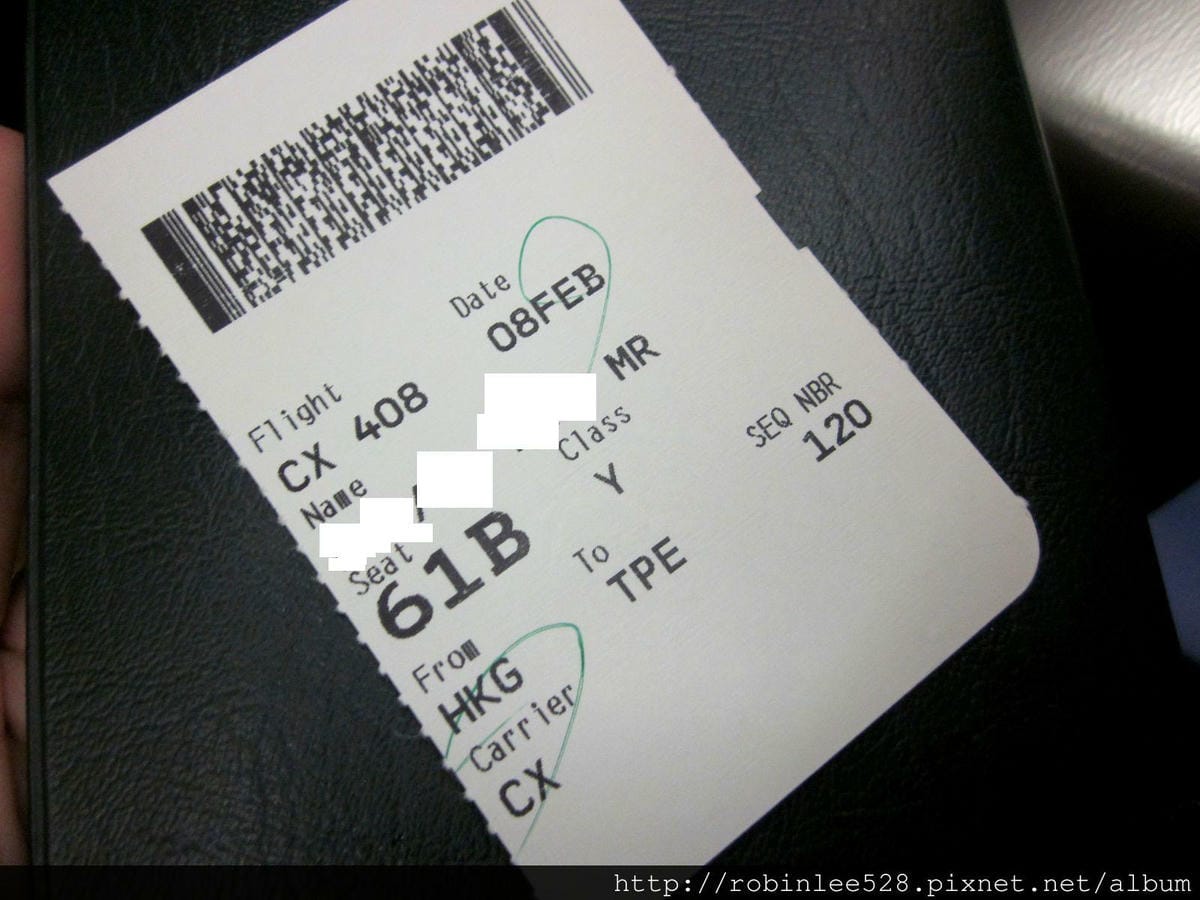 Date
08FEB
Flight
CX 408
Name
MR
/
Class
Y
Seat
61B
SEQ NBR
120
From
HKG
To
TPE
Carrier
CX
http://robinlee528.pixnet.net/album